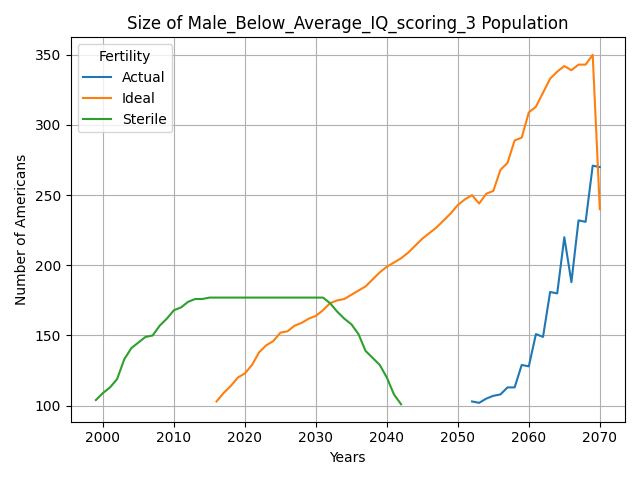 Size of Male_Below_Average_IQ_scoring_3 Population
Fertility
Actual
Ideal
Sterile
Number of Americans
350
300
250
200
150
100
2000 2010 2020 2030 2040 2050 2060 2070
Years